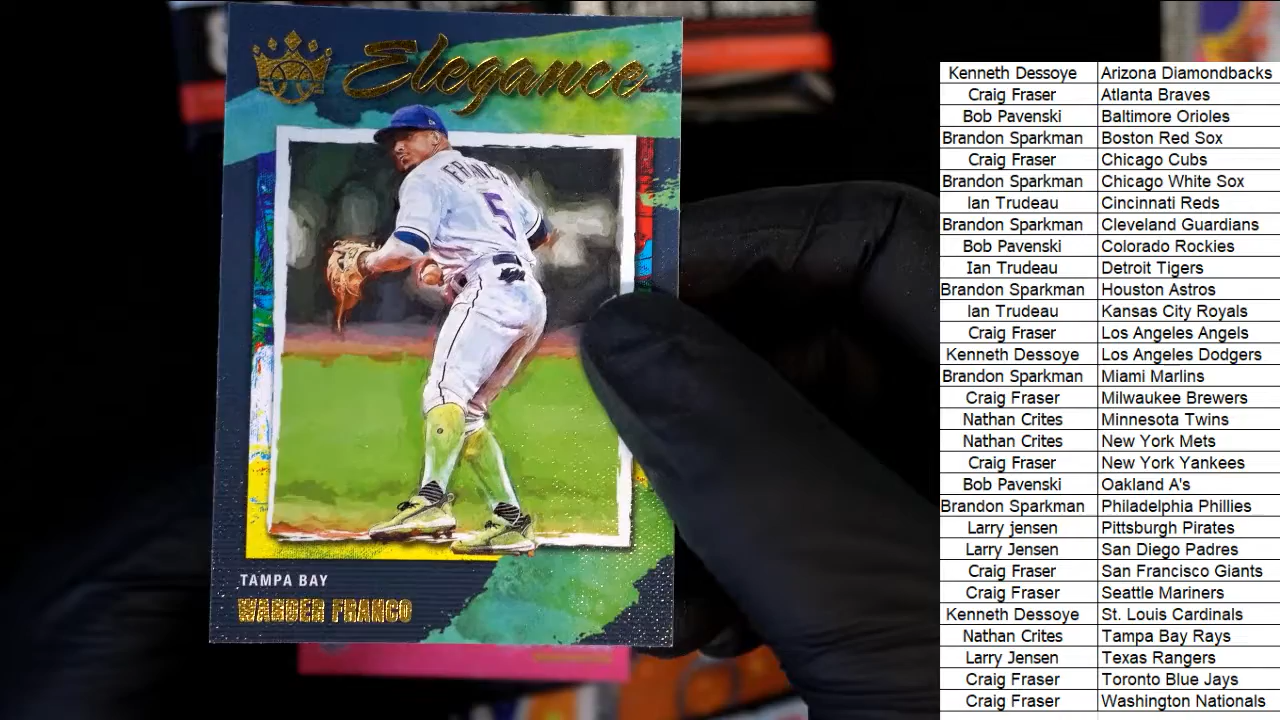 Elegance
FRANCO
5
TAMPA BAY
WANDER FRANCO
Kenneth Dessoye Arizona Diamondbacks
Craig Fraser Atlanta Braves
Bob Pavenski Baltimore Orioles
Brandon Sparkman Boston Red Sox
Craig Fraser Chicago Cubs
Brandon Sparkman Chicago White Sox
Ian Trudeau Cincinnati Reds
Brandon Sparkman Cleveland Guardians
Bob Pavenski Colorado Rockies
Ian Trudeau Detroit Tigers
Brandon Sparkman Houston Astros
Ian Trudeau Kansas City Royals
Craig Fraser Los Angeles Angels
Kenneth Dessoye Los Angeles Dodgers
Brandon Sparkman Miami Marlins
Craig Fraser Milwaukee Brewers
Nathan Crites Minnesota Twins
Nathan Crites New York Mets
Craig Fraser New York Yankees
Bob Pavenski Oakland A's
Brandon Sparkman Philadelphia Phillies
Larry jensen Pittsburgh Pirates
Larry Jensen San Diego Padres
Craig Fraser San Francisco Giants
Craig Fraser Seattle Mariners
Kenneth Dessoye St. Louis Cardinals
Nathan Crites Tampa Bay Rays
Larry Jensen Texas Rangers
Craig Fraser Toronto Blue Jays
Craig Fraser Washington Nationals